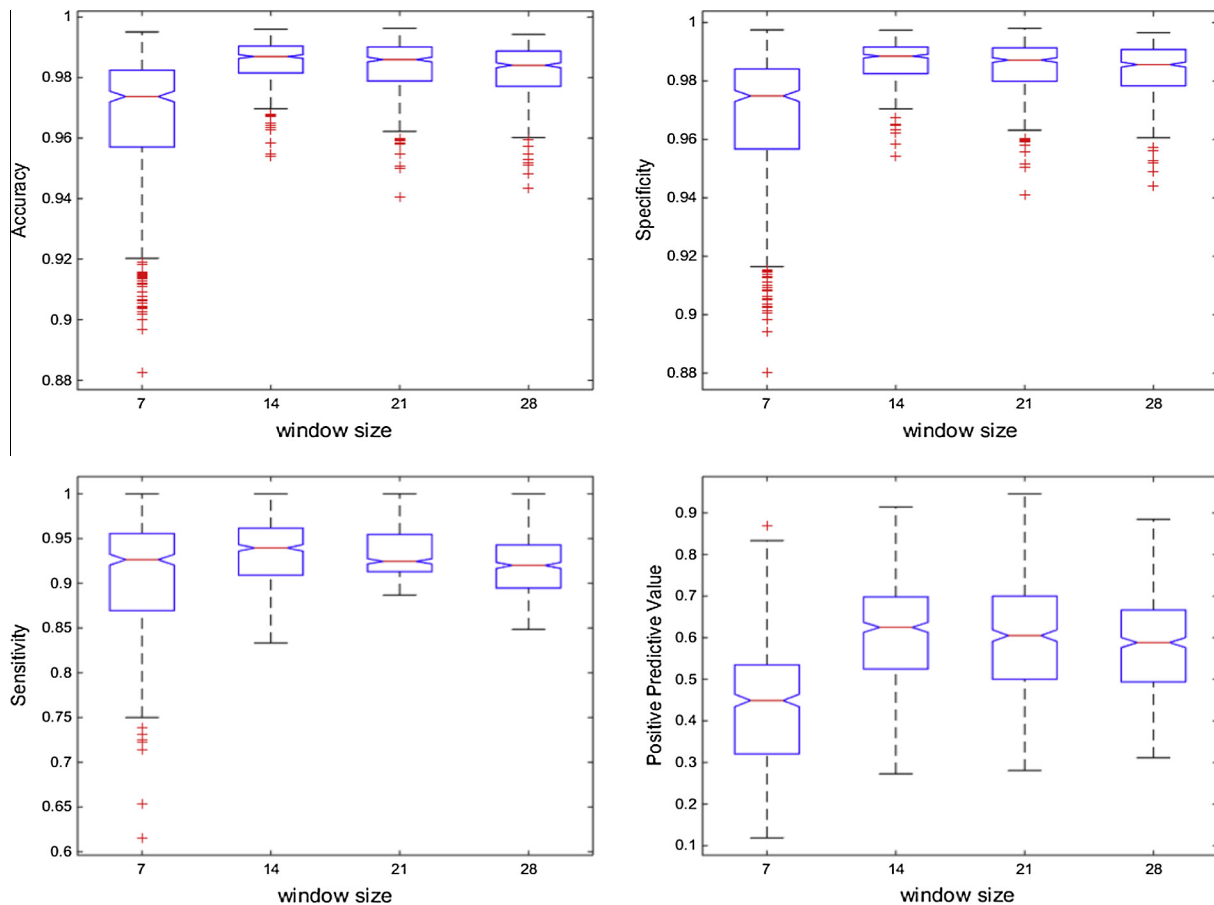 1
0.98
0.96
0.94
0.92
0.9
0.88
Accuracy
7 14 21 28
window size
1
0.98
0.96
0.94
0.92
0.9
0.88
Specificity
7 14 21 28
window size
1
0.95
0.9
0.85
0.8
0.75
0.7
0.65
0.6
Sensitivity
7 14 21 28
window size
0.9
0.8
0.7
0.6
0.5
0.4
0.3
0.2
0.1
Positive Predictive Value
7 14 21 28
window size